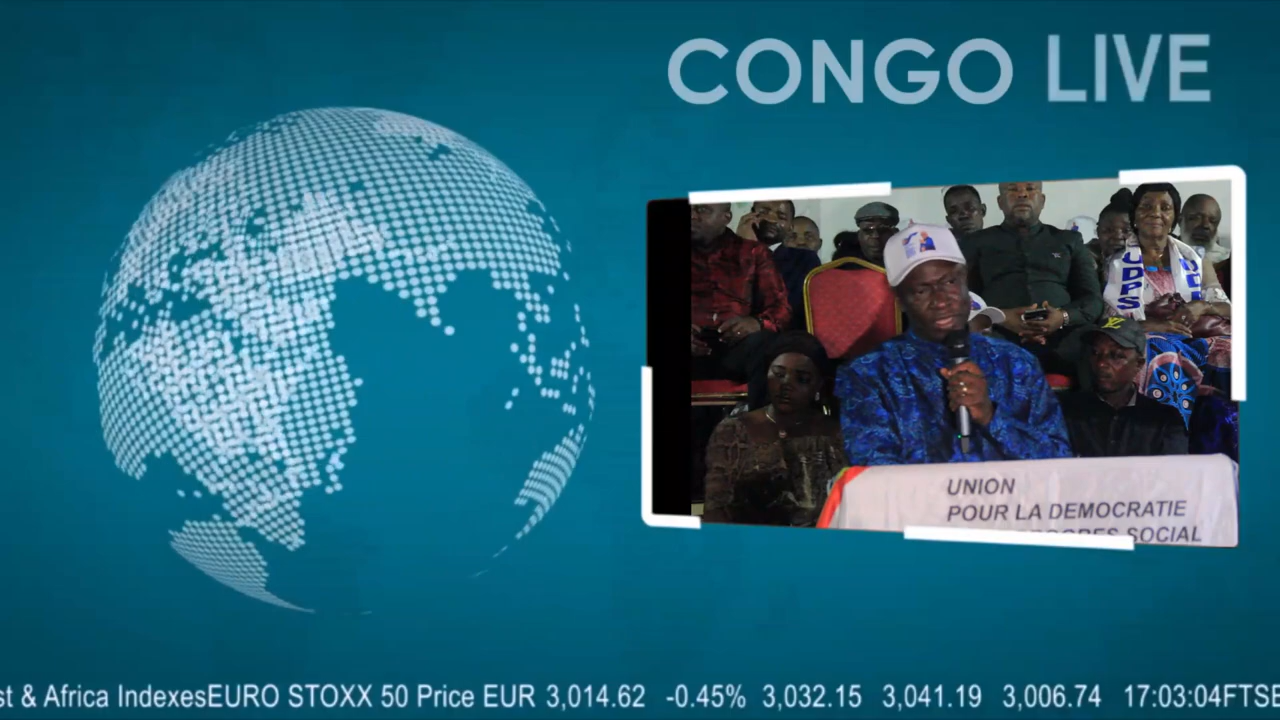 CONGO LIVE
UDPS
UNION
POUR LA DEMOCRATIE
SOCIAL
st & Africa IndexesEURO STOXX 50 Price EUR 3,014.62 -0.45% 3,032.15 3,041.19 3,006.74 17:03:04FTSE